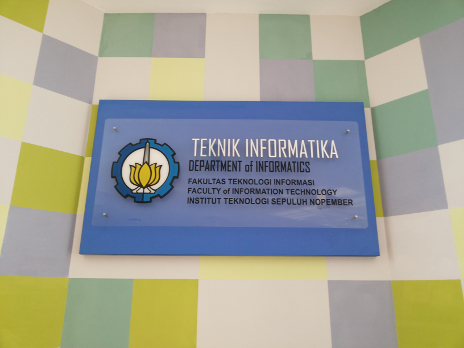 TEKNIK INFORMATIKA
DEPARTMENT of INFORMATICS
FAKULTAS TEKNOLOGI INFORMASI
FACULTY of INFORMATION TECHNOLOGY
INSTITUT TEKNOLOGI SEPULUH NOPEMBER